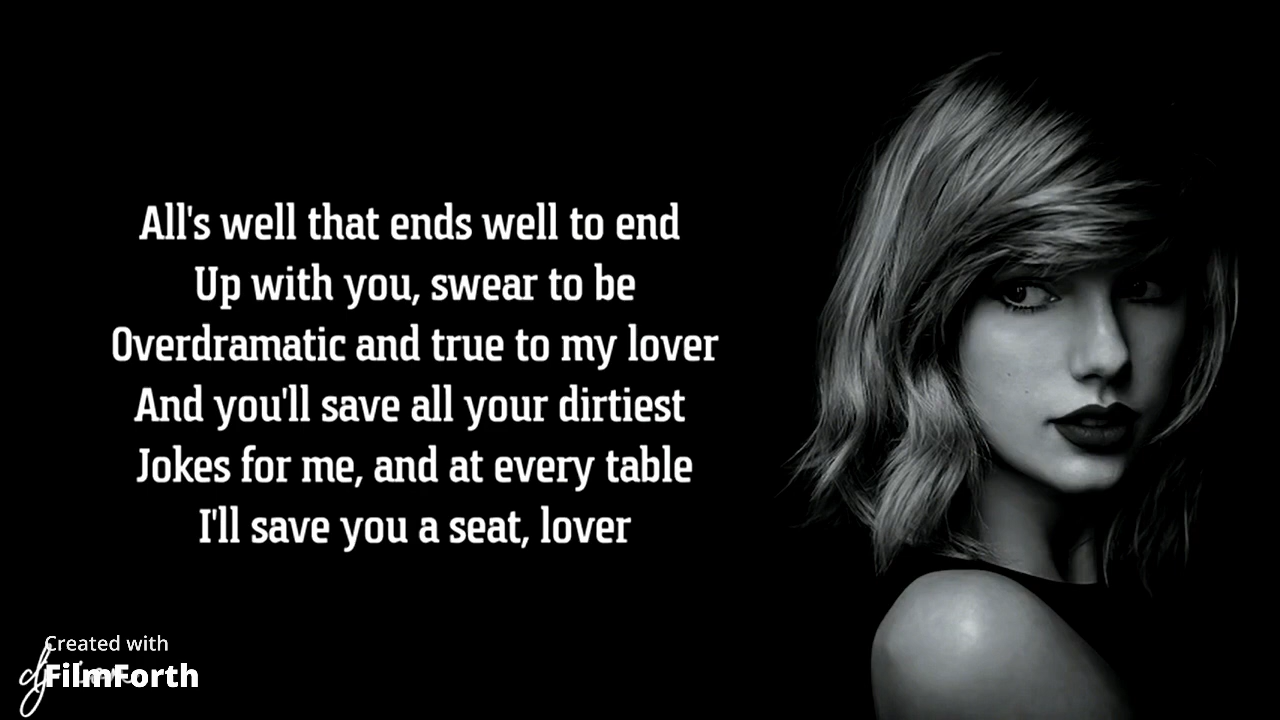 All's well that ends well to end
Up with you, swear to be
Overdramatic and true to my lover
And you'll save all your dirtiest
Jokes for me, and at every table
I'll save you a seat, lover
Created with
FilmForth